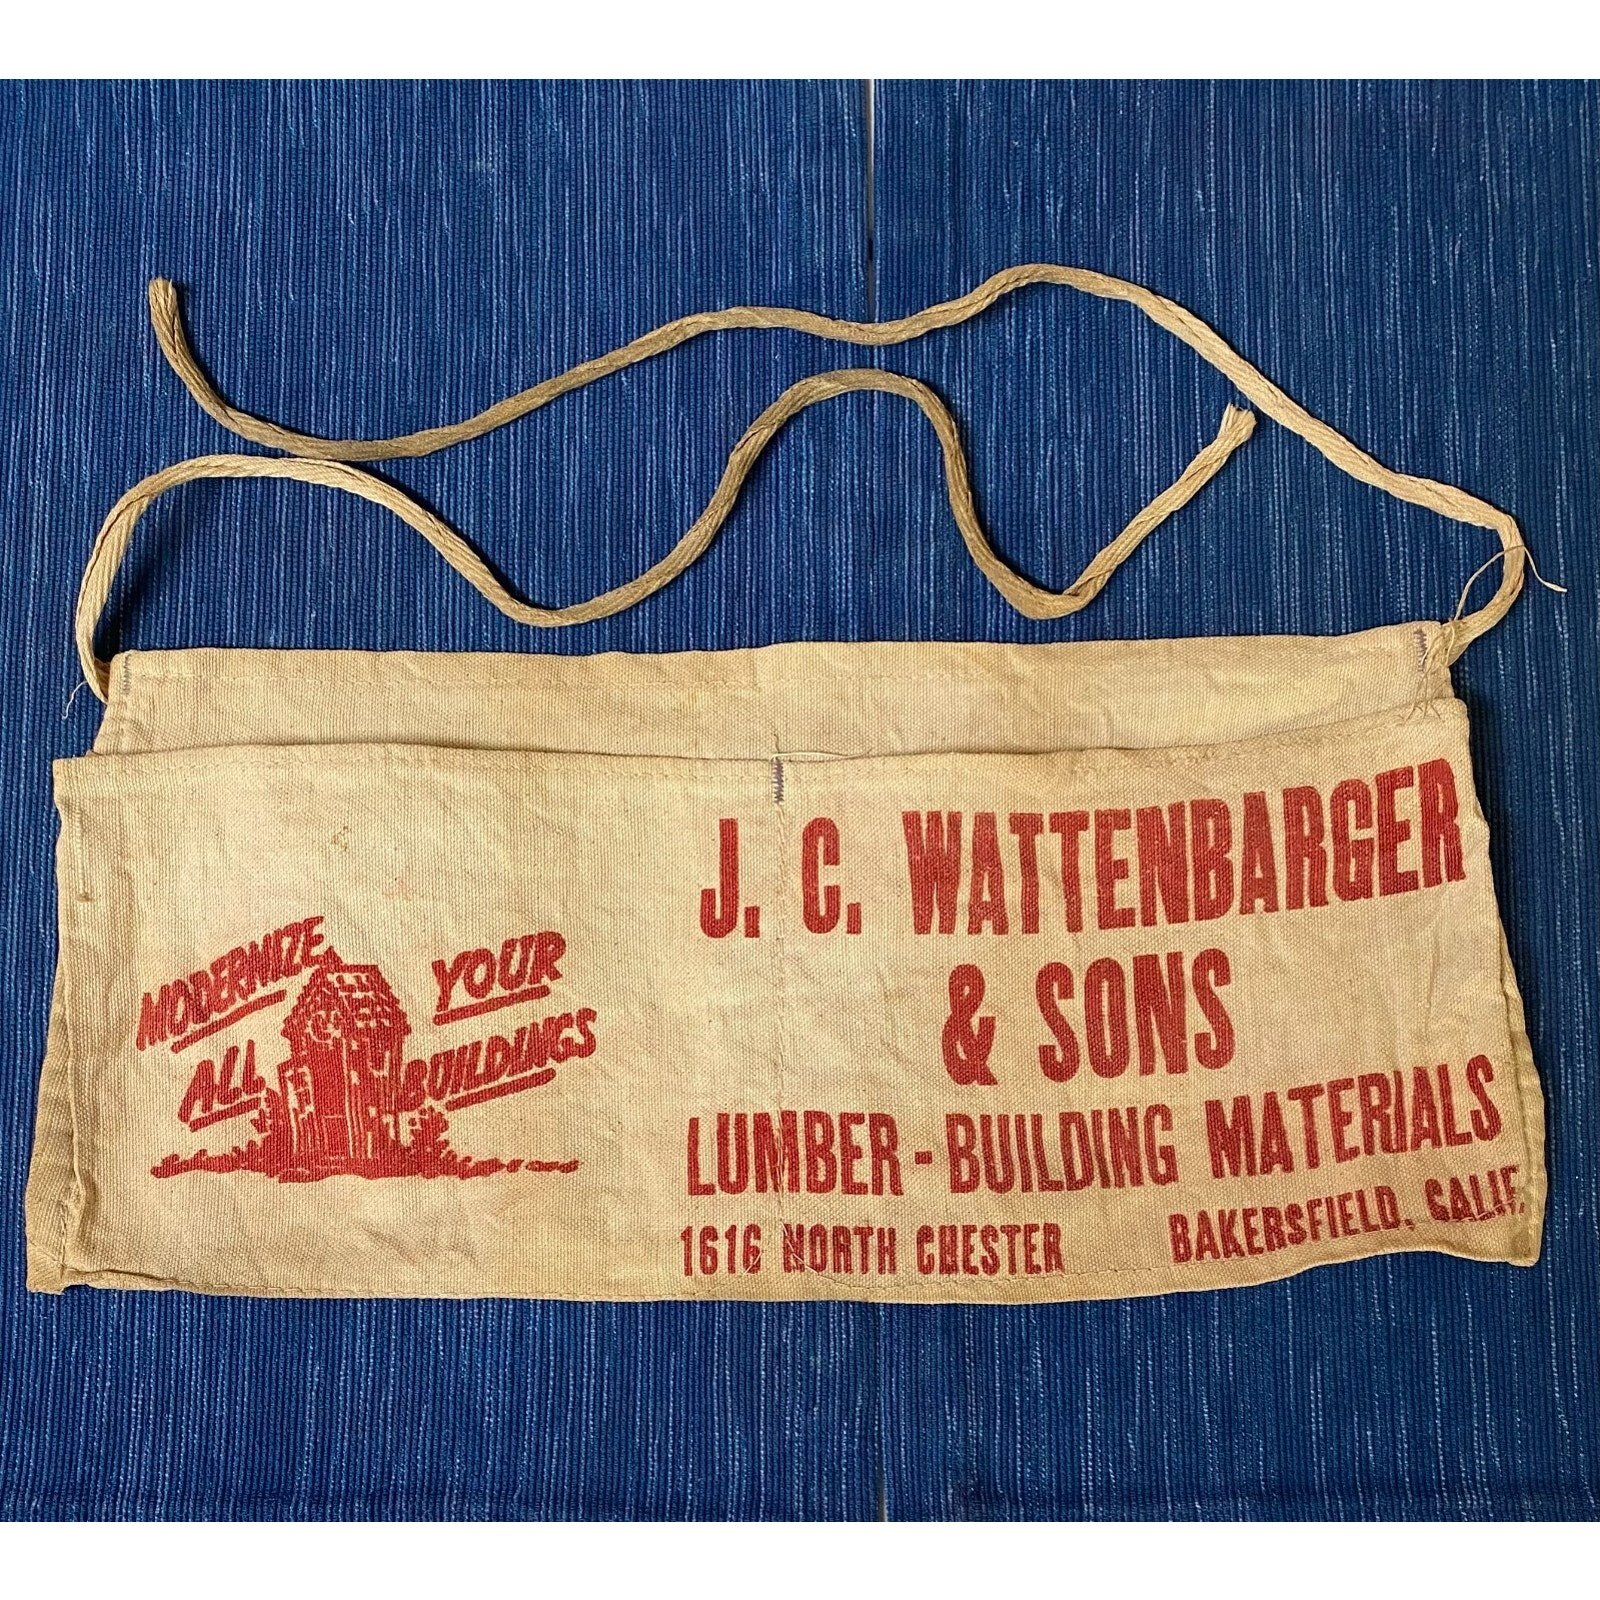 MODERNIZE
ALL
YOUR
BUILDINGS
J. C. WATTENBARGER
& SONS
LUMBER-BUILDING MATERIALS
1616 NORTH CHESTER BAKERSFIELD, CALIF.